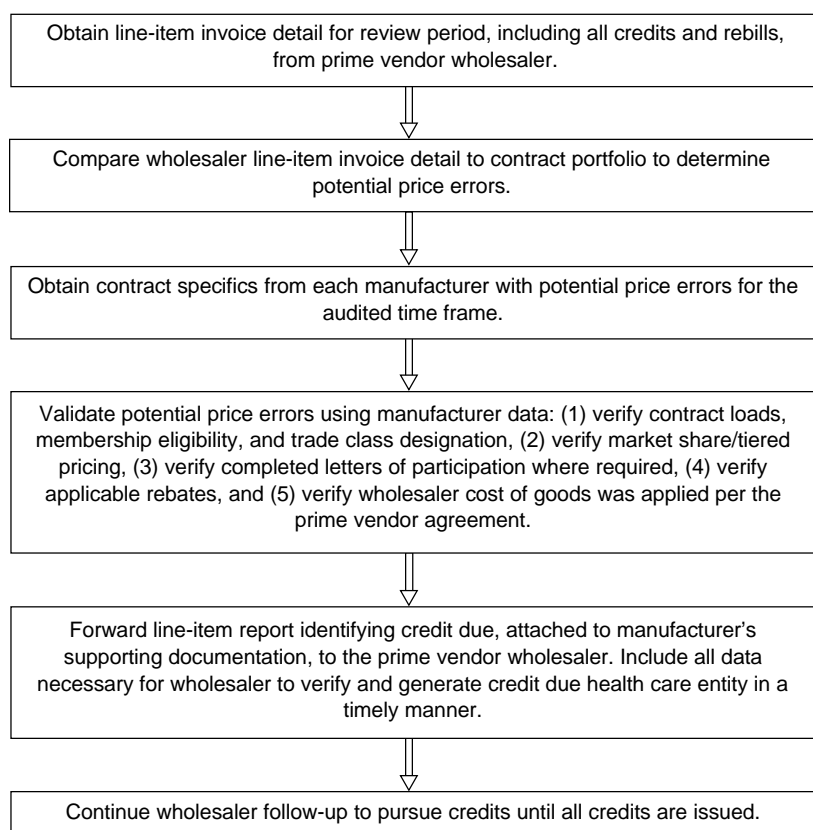 Obtain line-item invoice detail for review period, including all credits and rebills,
from prime vendor wholesaler.
Compare wholesaler line-item invoice detail to contract portfolio to determine
potential price errors.
Obtain contract specifics from each manufacturer with potential price errors for the
audited time frame.
Validate potential price errors using manufacturer data: (1) verify contract loads,
membership eligibility, and trade class designation, (2) verify market share/tiered
pricing, (3) verify completed letters of participation where required, (4) verify
applicable rebates, and (5) verify wholesaler cost of goods was applied per the
prime vendor agreement.
Forward line-item report identifying credit due, attached to manufacturer’s
supporting documentation, to the prime vendor wholesaler. Include all data
necessary for wholesaler to verify and generate credit due health care entity in a
timely manner.
Continue wholesaler follow-up to pursue credits until all credits are issued.